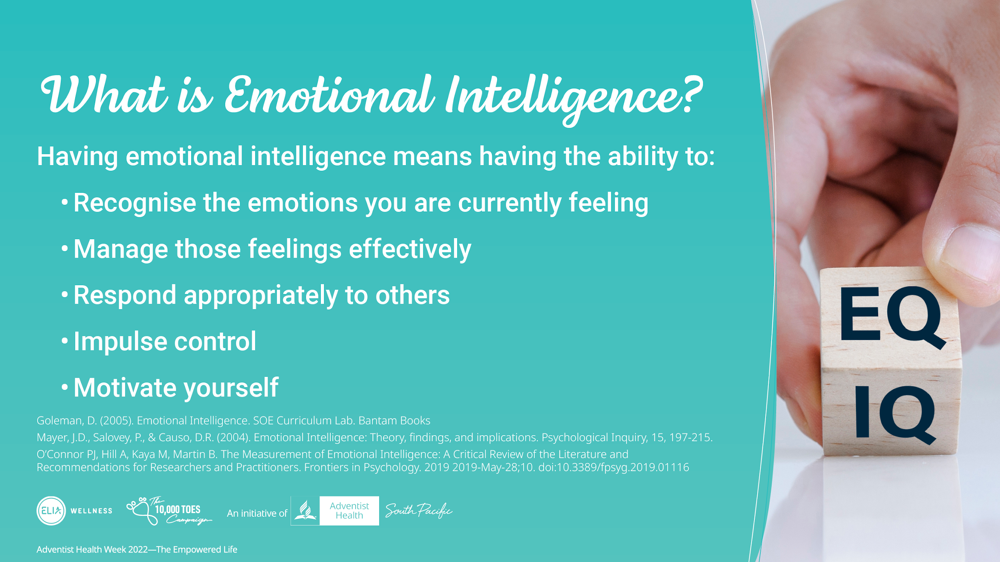 What is Emotional Intelligence?
Having emotional intelligence means having the ability to:
• Recognise the emotions you are currently feeling
• Manage those feelings effectively
• Respond appropriately to others
• Impulse control
• Motivate yourself
EQ
IQ
Goleman, D. (2005). Emotional Intelligence. SOE Curriculum Lab. Bantam Books
Mayer, J.D., Salovey, P., & Causo, D.R. (2004). Emotional Intelligence: Theory, findings, and implications. Psychological Inquiry, 15, 197-215.
O’Connor PJ, Hill A, Kaya M, Martin B. The Measurement of Emotional Intelligence: A Critical Review of the Literature and
Recommendations for Researchers and Practitioners. Frontiers in Psychology. 2019 2019-May-28;10. doi:10.3389/fpsyg.2019.01116
ELIA WELLNESS
The
10,000 TOES
Campaign
An initiative of
Adventist
Health
South Pacific
Adventist Health Week 2022—The Empowered Life